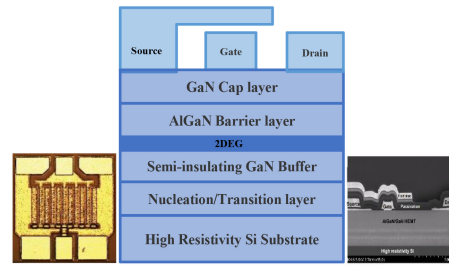 Source
Gate
Drain
GaN Cap layer
AlGaN Barrier layer
2DEG
Semi-insulating GaN Buffer
Nucleation/Transition layer
High Resistivity Si Substrate
Gate
AlGaN/GaN HEMT
High resistivity Si